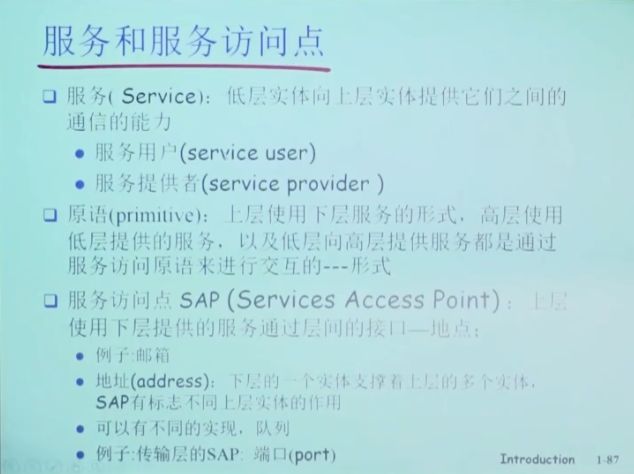 服务和服务访问点
服务( Service)：低层实体向上层实体提供它们之间的
通信的能力
服务用户(service user)
服务提供者(service provider )
原语(primitive)：上层使用下层服务的形式，高层使用
低层提供的服务，以及低层向高层提供服务都是通过
服务访问原语来进行交互的---形式
服务访问点 SAP (Services Access Point) ：上层
使用下层提供的服务通过层间的接口—地点；
例子:邮箱
地址(address)：下层的一个实体支撑着上层的多个实体，
SAP有标志不同上层实体的作用
可以有不同的实现，队列
例子:传输层的SAP: 端口(port)
Introduction 1-87